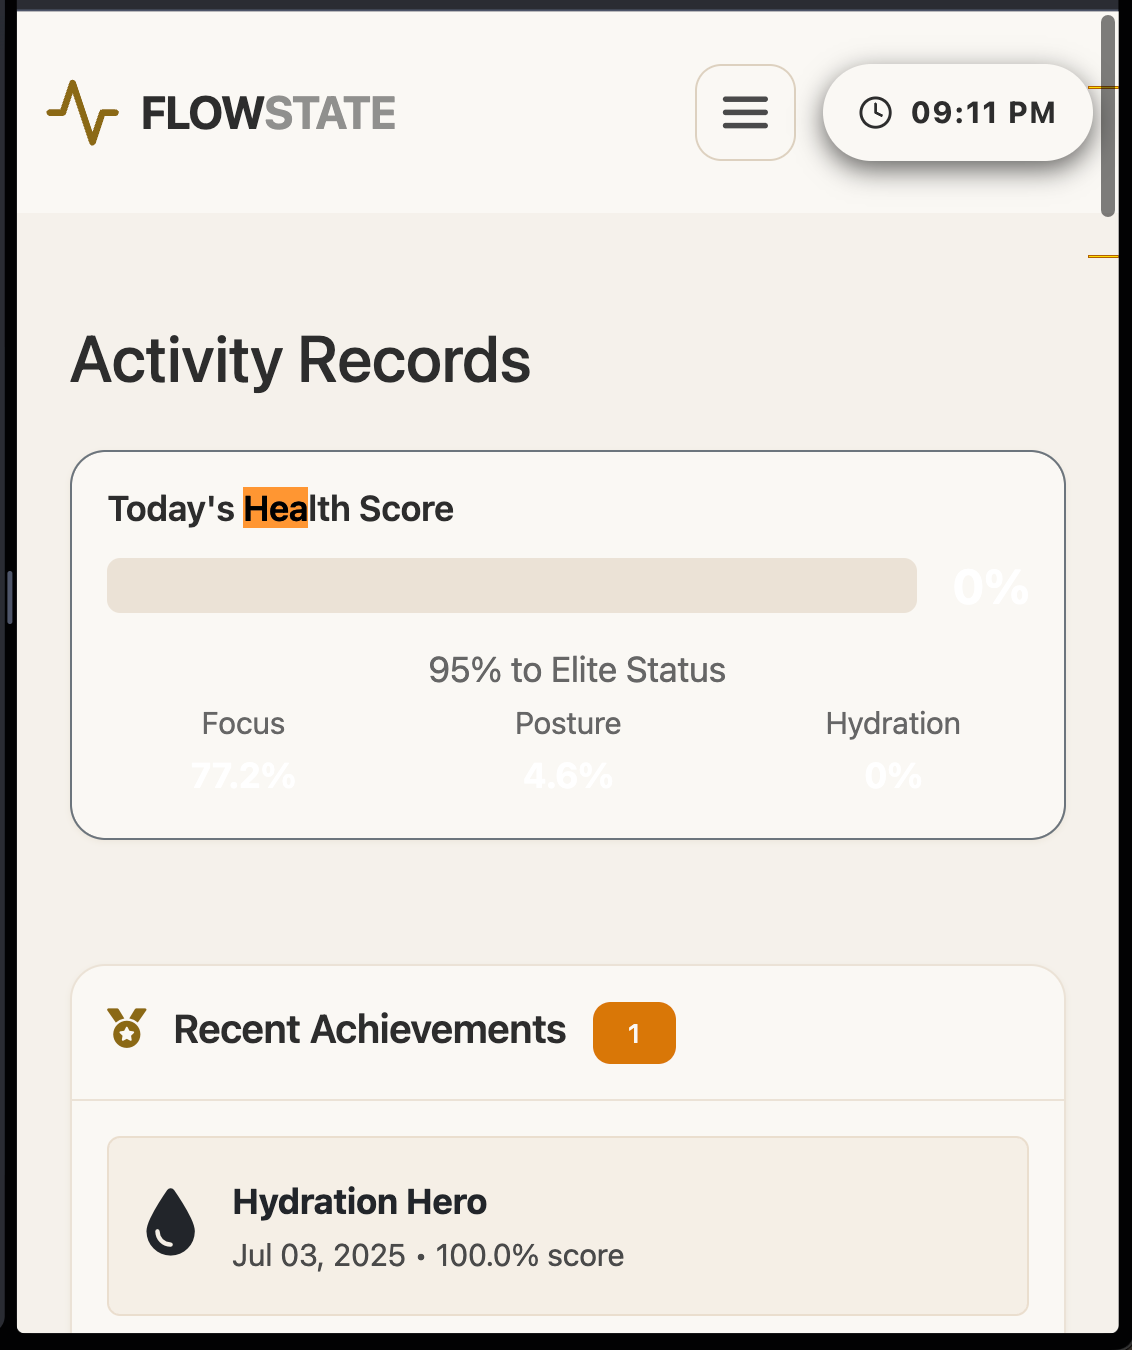 FLOWSTATE
09:11 PM
Activity Records
Today's Health Score
0%
95% to Elite Status
Focus Posture Hydration
77.2% 4.6% 0%
Recent Achievements 1
Hydration Hero
Jul 03, 2025 • 100.0% score